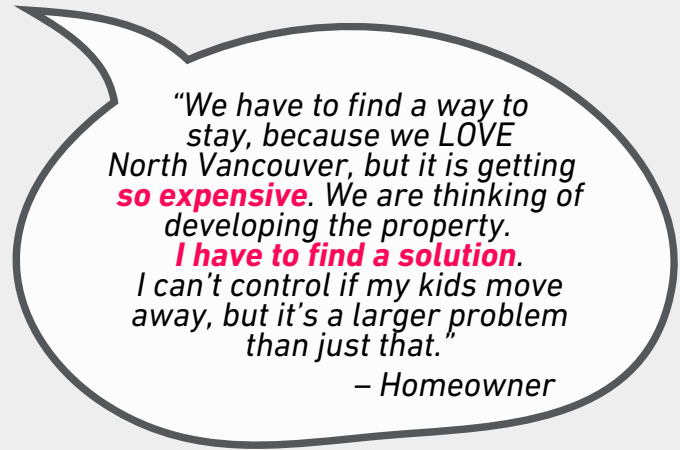 “We have to find a way to
stay, because we LOVE
North Vancouver, but it is getting
so expensive. We are thinking of
developing the property.
I have to find a solution.
I can’t control if my kids move
away, but it’s a larger problem
than just that.”
– Homeowner